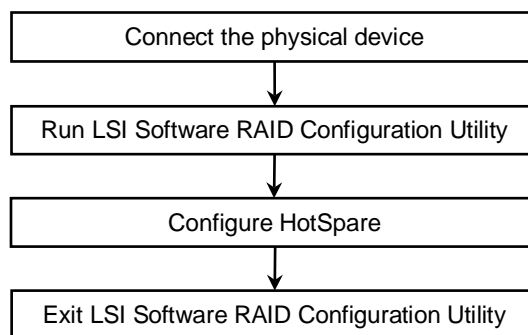 Connect the physical device
Run LSI Software RAID Configuration Utility
Configure HotSpare
Exit LSI Software RAID Configuration Utility